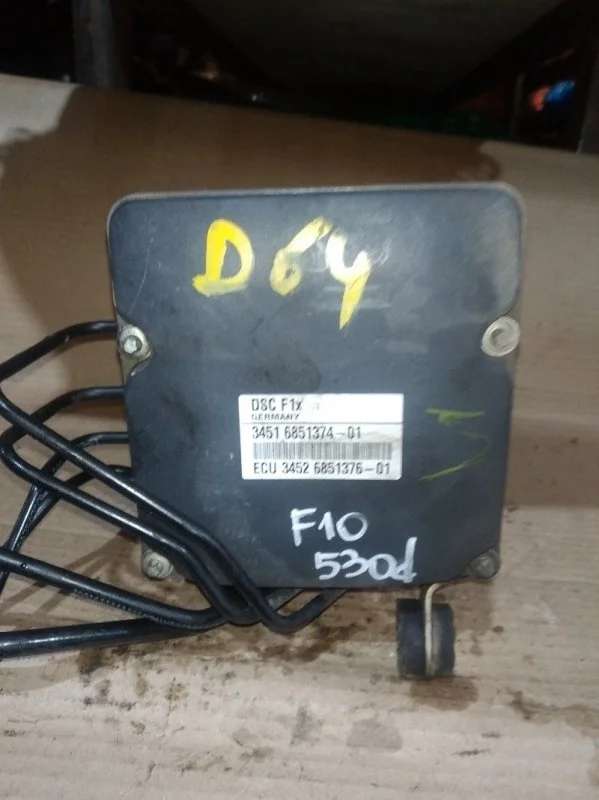 D64
DSC F1x
GERMANY
3451 6851374-01
ECU 3452 6851376-01
F10
530d